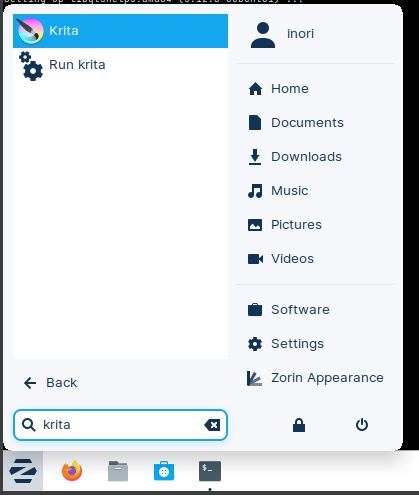 Krita
Run krita
Back
krita
inori
Home
Documents
Downloads
Music
Pictures
Videos
Software
Settings
Zorin Appearance